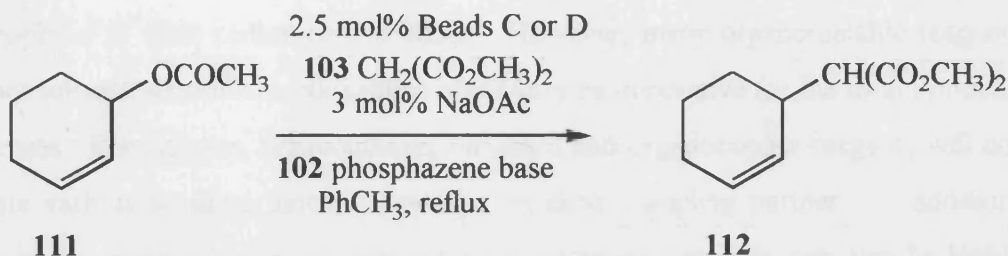 2.5 mol% Beads C or D
103 CH₂(CO₂CH₃)₂
3 mol% NaOAc
102 phosphazene base
PhCH₃, reflux
OCOCH₃
111
CH(CO₂CH₃)₂
112